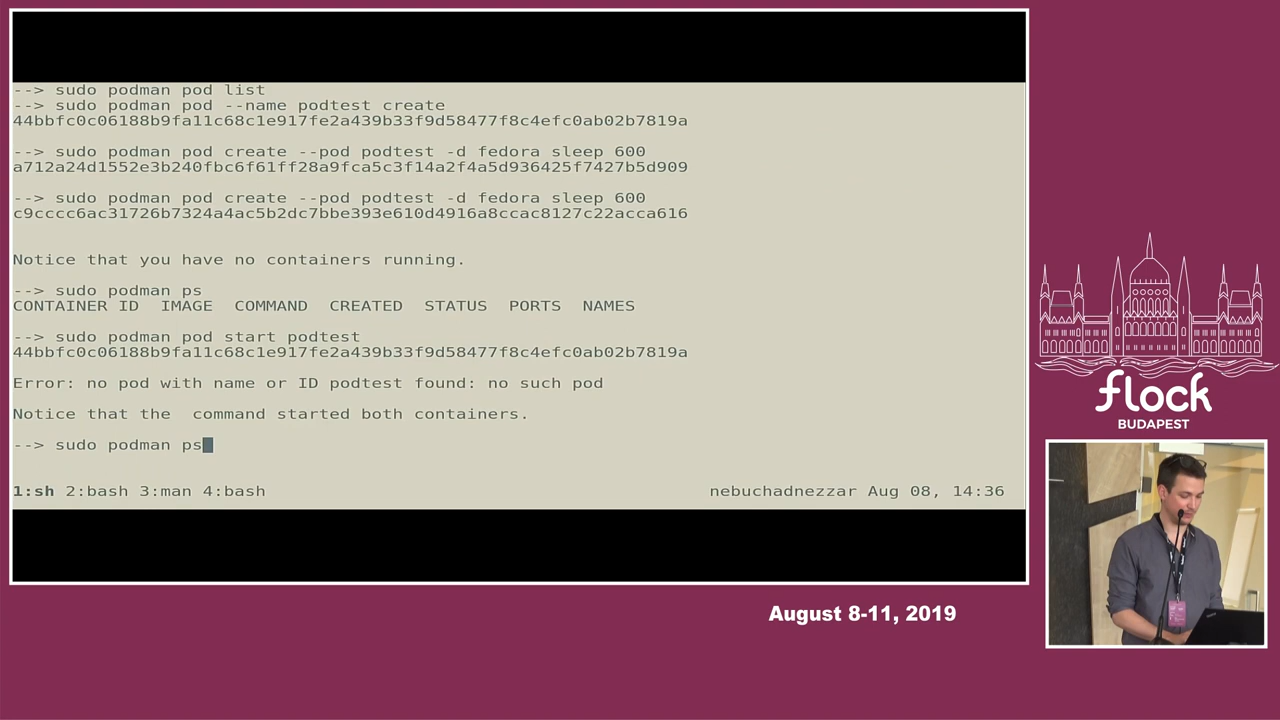 --> sudo podman pod list
--> sudo podman pod --name podtest create
44bbfc0c06188b9fa11c68c1e917fe2a439b33f9d58477f8c4efc0ab02b7819a
--> sudo podman pod create --pod podtest -d fedora sleep 600
a712a24d1552e3b240fbc6f61ff28a9fca5c3f14a2f4a5d936425f7427b5d909
--> sudo podman pod create --pod podtest -d fedora sleep 600
c9cccc6ac31726b7324a4ac5b2dc7bbe393e610d4916a8ccac8127c22acca616
Notice that you have no containers running.
--> sudo podman ps
CONTAINER ID  IMAGE  COMMAND  CREATED  STATUS  PORTS  NAMES
--> sudo podman pod start podtest
44bbfc0c06188b9fa11c68c1e917fe2a439b33f9d58477f8c4efc0ab02b7819a
Error: no pod with name or ID podtest found: no such pod
Notice that the  command started both containers.
--> sudo podman ps
1:sh 2:bash 3:man 4:bash
nebuchadnezzar Aug 08, 14:36
flock
BUDAPEST
August 8-11, 2019